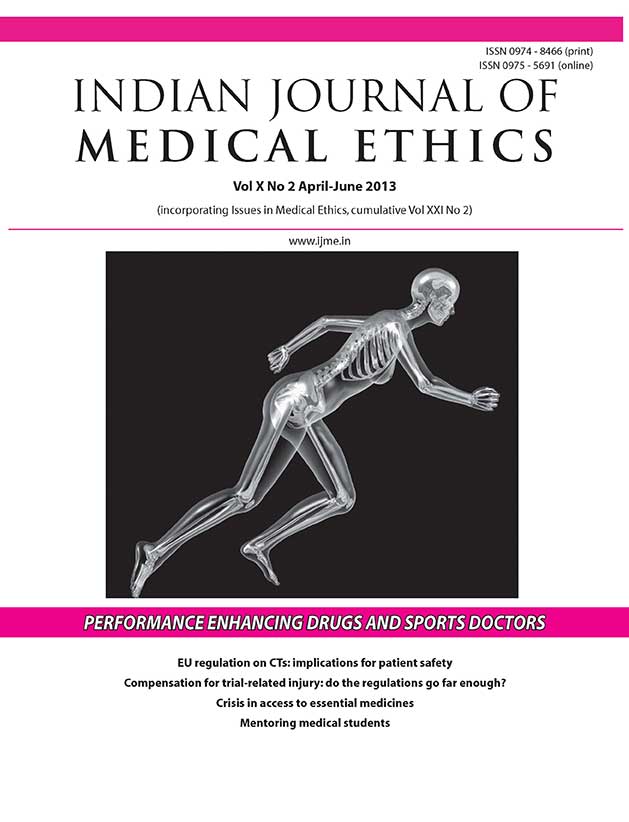 ISSN 0974 - 8466 (print)
ISSN 0975 - 5691 (online)
INDIAN JOURNAL OF
MEDICAL ETHICS
Vol X No 2 April-June 2013
(incorporating Issues in Medical Ethics, cumulative Vol XXI No 2)
www.ijme.in
PERFORMANCE ENHANCING DRUGS AND SPORTS DOCTORS
EU regulation on CTs: implications for patient safety
Compensation for trial-related injury: do the regulations go far enough?
Crisis in access to essential medicines
Mentoring medical students